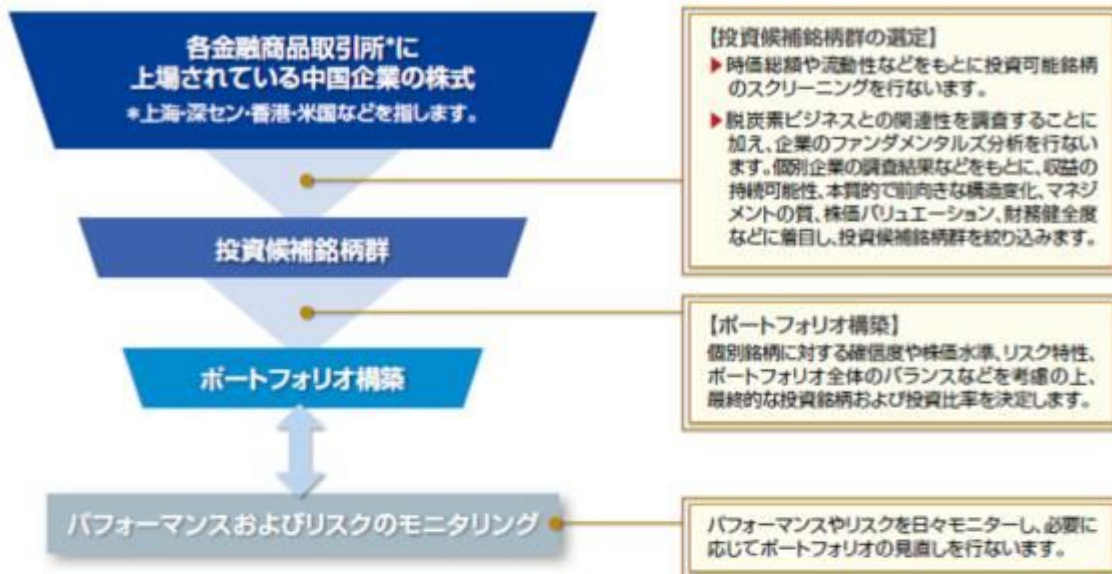 各金融商品取引所*に
上場されている中国企業の株式
*上海・深セン・香港・米国などを指します。
【投資候補銘柄群の選定】
▶時価総額や流動性などをもとに投資可能銘柄
のスクリーニングを行ないます。
▶脱炭素ビジネスとの関連性を調査することに
加え、企業のファンダメンタルズ分析を行ない
ます。個別企業の調査結果などをもとに、収益の
持続可能性、本質的で前向きな構造変化、マネジ
メントの質、株価バリュエーション、財務健全度
などに着目し、投資候補銘柄群を絞り込みます。
投資候補銘柄群
【ポートフォリオ構築】
個別銘柄に対する確信度や株価水準、リスク特性、
ポートフォリオ全体のバランスなどを考慮の上、
最終的な投資銘柄および投資比率を決定します。
ポートフォリオ構築
パフォーマンスおよびリスクのモニタリング
パフォーマンスやリスクを日々モニターし、必要に
応じてポートフォリオの見直しを行ないます。